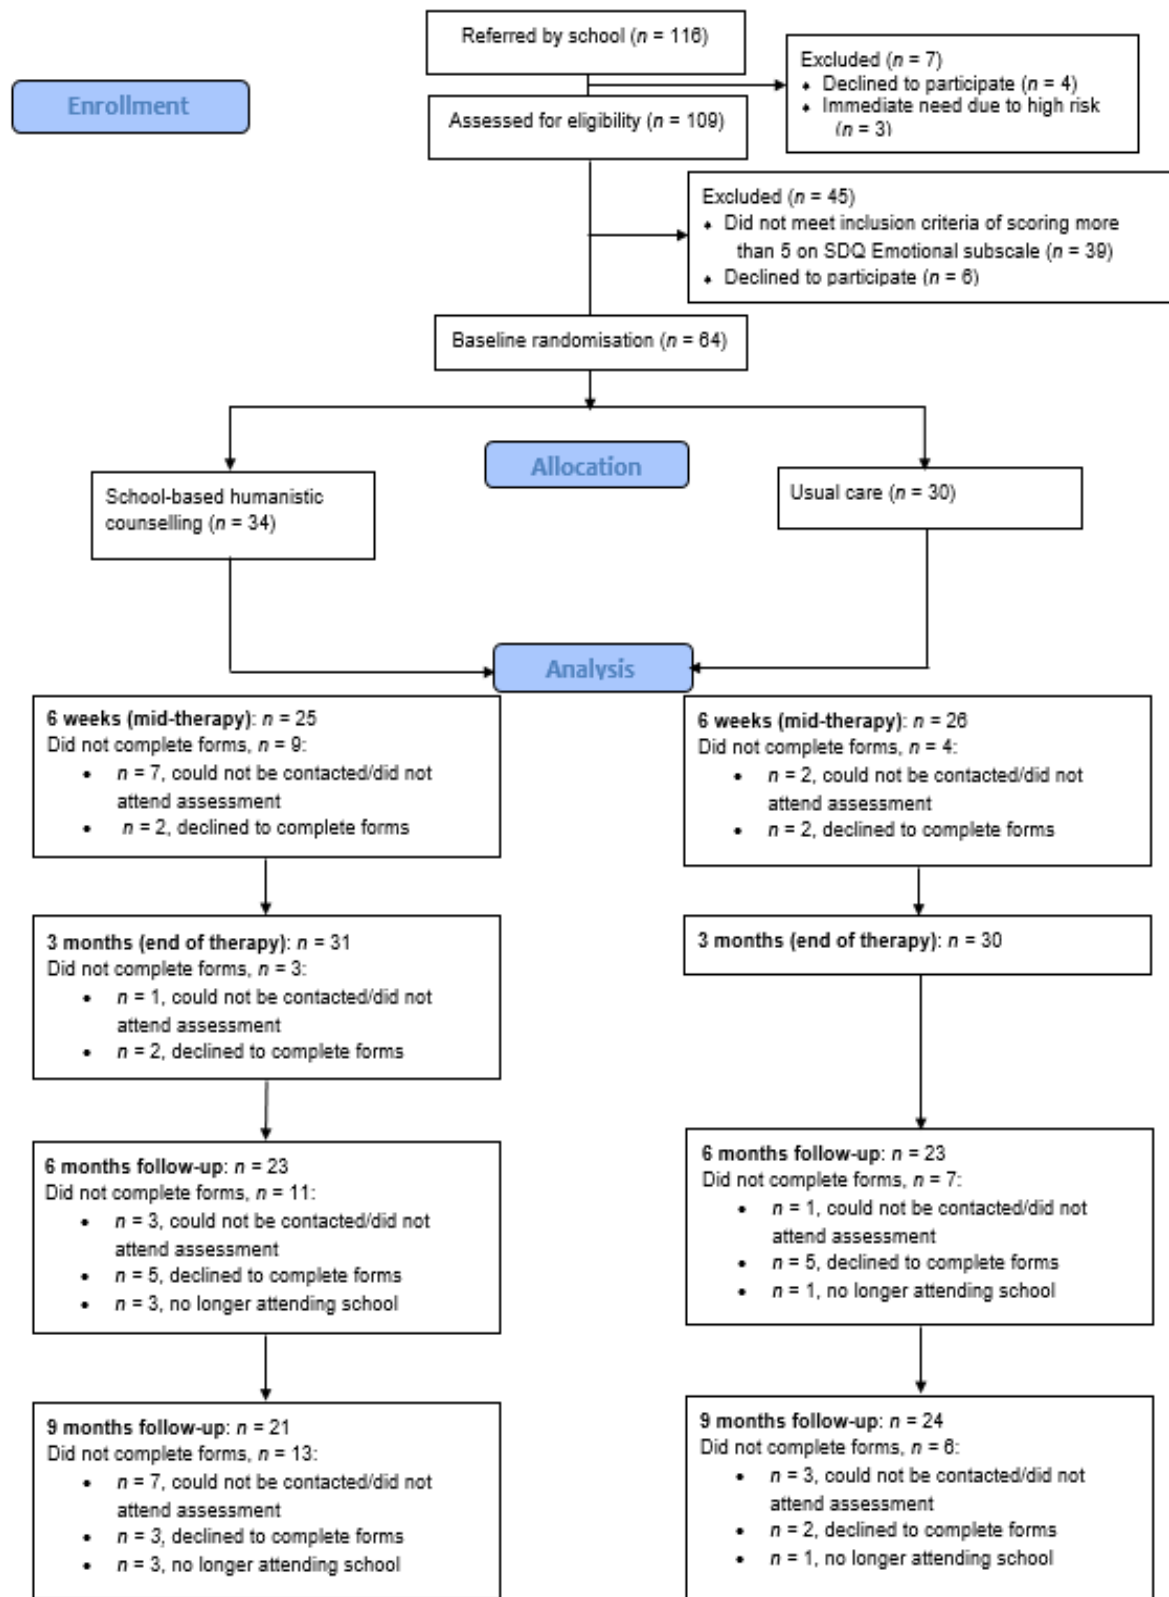 Referred by school (n = 116)
Excluded (n = 7)
• Declined to participate (n = 4)
• Immediate need due to high risk
(n = 3)
Enrollment
Assessed for eligibility (n = 109)
Excluded (n = 45)
• Did not meet inclusion criteria of scoring more
than 5 on SDQ Emotional subscale (n = 39)
• Declined to participate (n = 6)
Baseline randomisation (n = 64)
Allocation
School-based humanistic
counselling (n = 34)
Usual care (n = 30)
Analysis
6 weeks (mid-therapy): n = 25
Did not complete forms, n = 9:
• n = 7, could not be contacted/did not
attend assessment
• n = 2, declined to complete forms
6 weeks (mid-therapy): n = 26
Did not complete forms, n = 4:
• n = 2, could not be contacted/did not
attend assessment
• n = 2, declined to complete forms
3 months (end of therapy): n = 31
Did not complete forms, n = 3:
• n = 1, could not be contacted/did not
attend assessment
• n = 2, declined to complete forms
3 months (end of therapy): n = 30
6 months follow-up: n = 23
Did not complete forms, n = 11:
• n = 3, could not be contacted/did not
attend assessment
• n = 5, declined to complete forms
• n = 3, no longer attending school
6 months follow-up: n = 23
Did not complete forms, n = 7:
• n = 1, could not be contacted/did not
attend assessment
• n = 5, declined to complete forms
• n = 1, no longer attending school
9 months follow-up: n = 21
Did not complete forms, n = 13:
• n = 7, could not be contacted/did not
attend assessment
• n = 3, declined to complete forms
• n = 3, no longer attending school
9 months follow-up: n = 24
Did not complete forms, n = 6:
• n = 3, could not be contacted/did not
attend assessment
• n = 2, declined to complete forms
• n = 1, no longer attending school